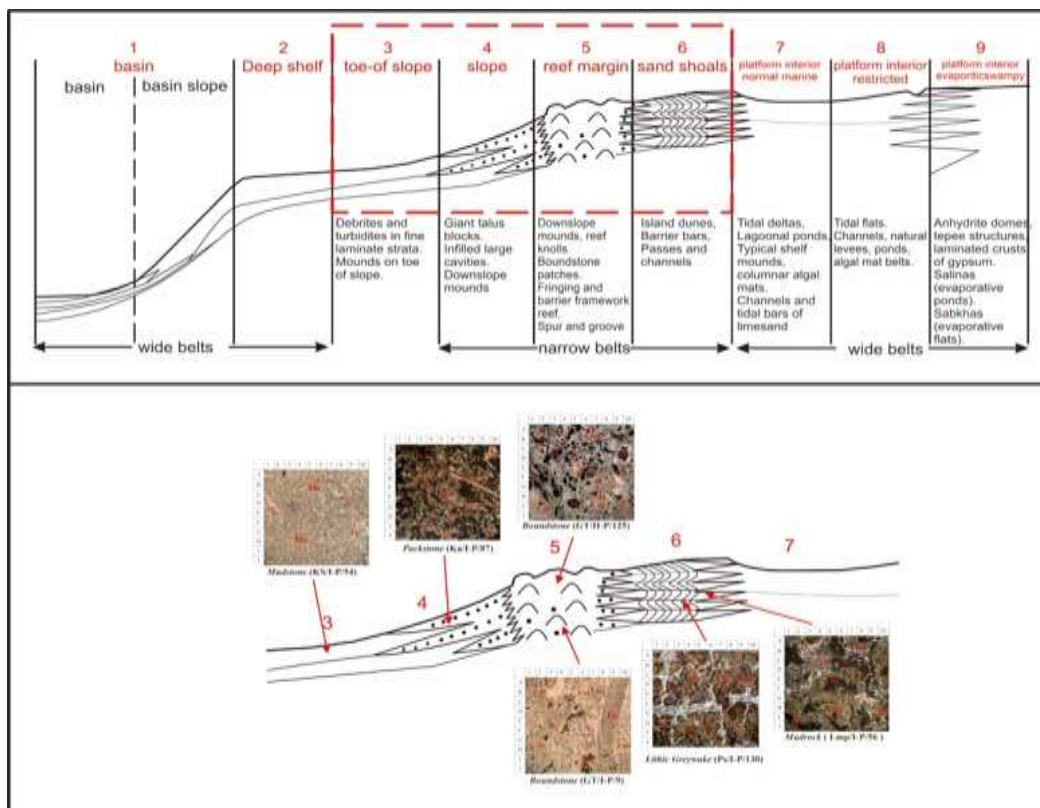 1
2
3
4
5
6
7
8
9
basin
Deep shelf
toe-of slope
slope
reef margin
sand shoals
platform interior
normal marine
platform interior
restricted
platform interior
evaporiticswampy
basin
basin slope
Debrites and
turbidites in fine
laminate strata.
Mounds on toe
of slope.
Giant talus
blocks.
Infilled large
cavities.
Downslope
mounds
Downslope
mounds, reef
knolls.
Boundstone
patches.
Fringing and
barrier framework
reef.
Spur and groove
Island dunes,
Barrier bars,
Passes and
channels
Tidal deltas,
Lagoonal ponds,
Typical shelf
mounds,
columnar algal
mats.
Channels and
tidal bars of
limesand
Tidal flats.
Channels, natural
levees, ponds,
algal mat belts.
Anhydrite domes,
tepee structures,
laminated crusts
of gypsum.
Salinas
(evaporative
ponds).
Sabkhas
(evaporative
flats).
wide belts
narrow belts
wide belts
Boundstone
Packstone (Ka/I-P/87)
Mudstone
5
6
7
4
3
Boundstone
Lithic Greywake (Ps/I-P/130)
Mudrock